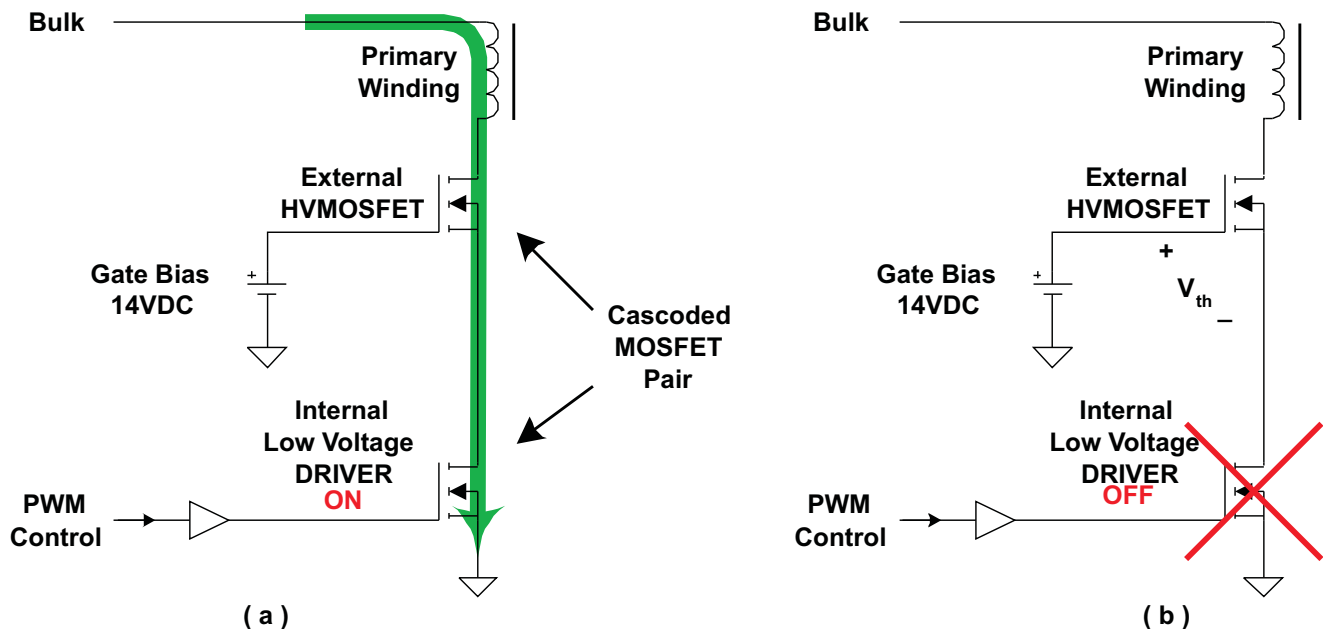 Bulk
Primary
Winding
External
HVMOSFET
+
Gate Bias
14VDC
Cascoded
MOSFET
Pair
Internal
Low Voltage
DRIVER
ON
PWM
Control
( a )
Bulk
Primary
Winding
External
HVMOSFET
+
Gate Bias
14VDC
+
Vth
–
Internal
Low Voltage
DRIVER
OFF
PWM
Control
( b )